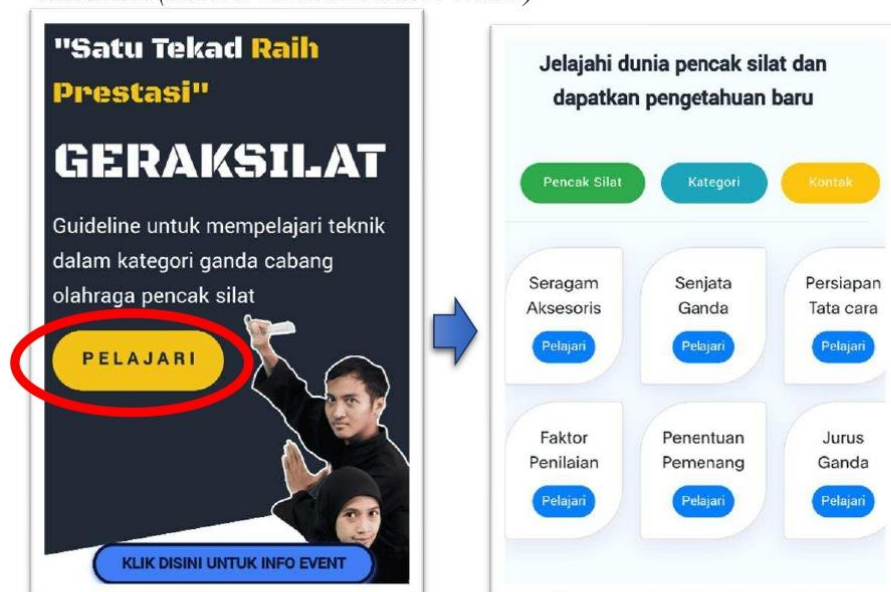 "Satu Tekad Raih
Prestasi"
GERAKSILAT
Guideline untuk mempelajari teknik
dalam kategori ganda cabang
olahraga pencak silat
PELAJARI
KLIK DISINI UNTUK INFO EVENT
Jelajahi dunia pencak silat dan
dapatkan pengetahuan baru
Pencak Silat Kategori Kontak
Seragam Senjata Persiapan
Aksesoris Ganda Tata cara
Pelajari Pelajari Pelajari
Faktor Penentuan Jurus
Penilaian Pemenang Ganda
Pelajari Pelajari Pelajari